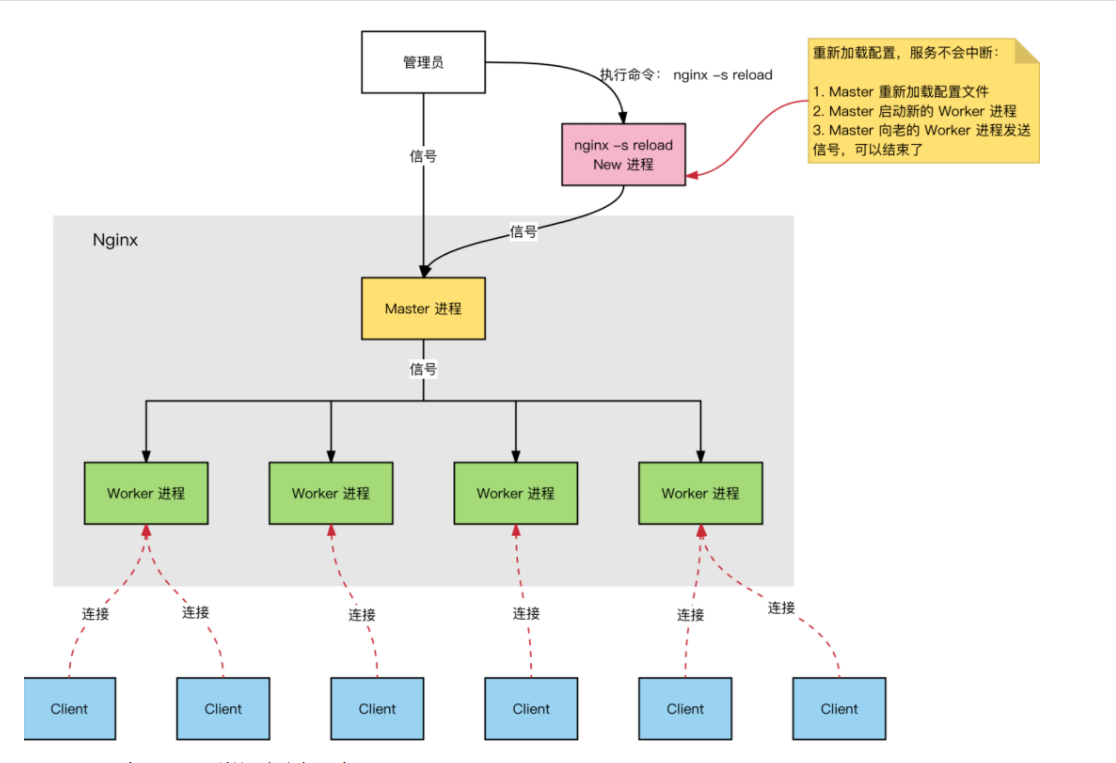 管理员
执行命令： nginx -s reload
重新加载配置，服务不会中断：
1. Master 重新加载配置文件
2. Master 启动新的 Worker 进程
3. Master 向老的 Worker 进程发送
信号，可以结束了
nginx -s reload
New 进程
信号
信号
Nginx
Master 进程
信号
Worker 进程
Worker 进程
Worker 进程
Worker 进程
连接
连接
连接
连接
连接
连接
Client
Client
Client
Client
Client
Client